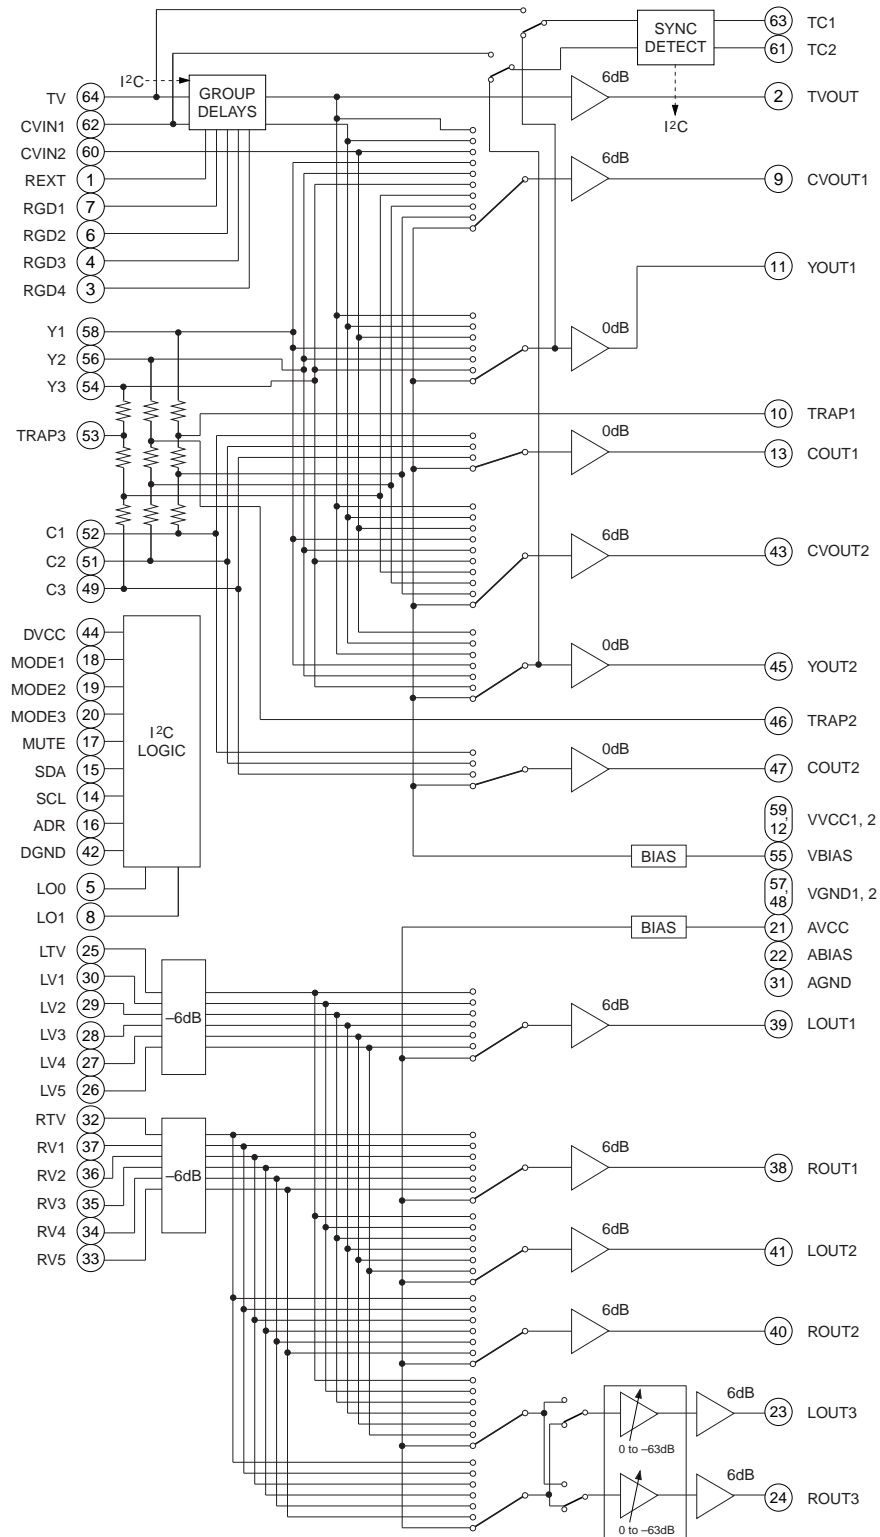 63 TC1
SYNC
DETECT
61 TC2
I²C
GROUP
DELAYS
TV 64
6dB
2 TVOUT
I²C
CVIN1 62
CVIN2 60
6dB
REXT 1
9 CVOUT1
RGD1 7
RGD2 6
RGD3 4
11 YOUT1
RGD4 3
Y1 58
0dB
Y2 56
Y3 54
10 TRAP1
TRAP3 53
0dB
13 COUT1
C1 52
6dB
C2 51
43 CVOUT2
C3 49
DVCC 44
0dB
MODE1 18
45 YOUT2
MODE2 19
MODE3 20
46 TRAP2
I²C
LOGIC
MUTE 17
0dB
SDA 15
47 COUT2
SCL 14
ADR 16
59,
12
VVCC1, 2
DGND 42
BIAS
55 VBIAS
LO0 5
57,
48
VGND1, 2
LO1 8
BIAS
21 AVCC
LTV 25
22 ABIAS
LV1 30
31 AGND
LV2 29
–6dB
6dB
LV3 28
39 LOUT1
LV4 27
LV5 26
RTV 32
RV1 37
6dB
RV2 36
–6dB
38 ROUT1
RV3 35
RV4 34
6dB
RV5 33
41 LOUT2
6dB
40 ROUT2
6dB
23 LOUT3
0 to –63dB
6dB
24 ROUT3
0 to –63dB